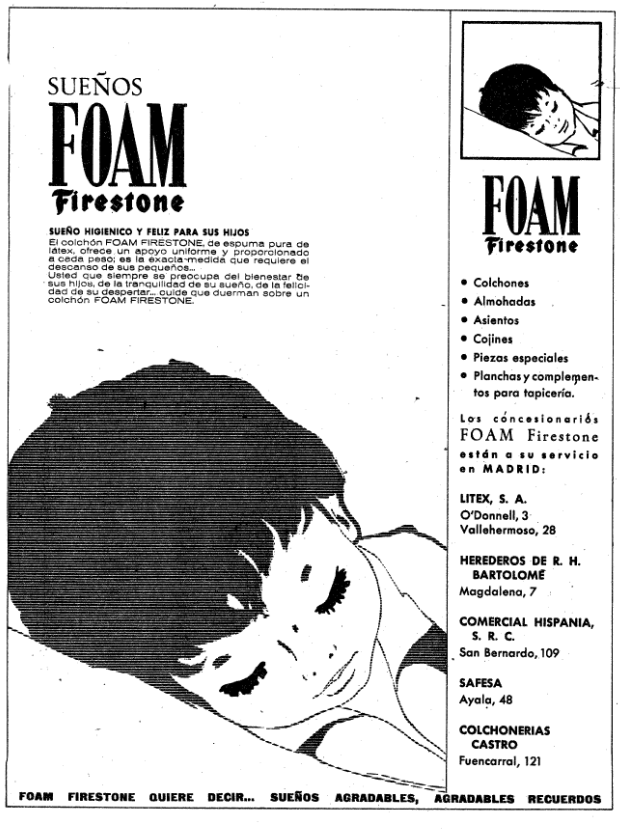 SUEÑOS
FOAM
Firestone
SUEÑO HIGIENICO Y FELIZ PARA SUS HIJOS
El colchón FOAM FIRESTONE, de espuma pura de
látex, ofrece un apoyo uniforme y proporcionado
a cada peso; es la exacta medida que requiere el
descanso de sus pequeños...
Usted que siempre se preocupa del bienestar de
sus hijos, de la tranquilidad de su sueño, de la felici-
dad de su despertar... cuide que duerman sobre un
colchón FOAM FIRESTONE.
FOAM
Firestone
• Colchones
• Almohadas
• Asientos
• Cojines
• Piezas especiales
• Planchas y complemen-
tos para tapicería.
Los concesionarios
FOAM Firestone
están a su servicio
en MADRID:
LITEX, S. A.
O'Donnell, 3
Vallehermoso, 28
HEREDEROS DE R. H.
BARTOLOMÉ
Magdalena, 7
COMERCIAL HISPANIA,
S. R. C.
San Bernardo, 109
SAFESA
Ayala, 48
COLCHONERIAS
CASTRO
Fuencarral, 121
FOAM FIRESTONE QUIERE DECIR... SUEÑOS AGRADABLES, AGRADABLES RECUERDOS